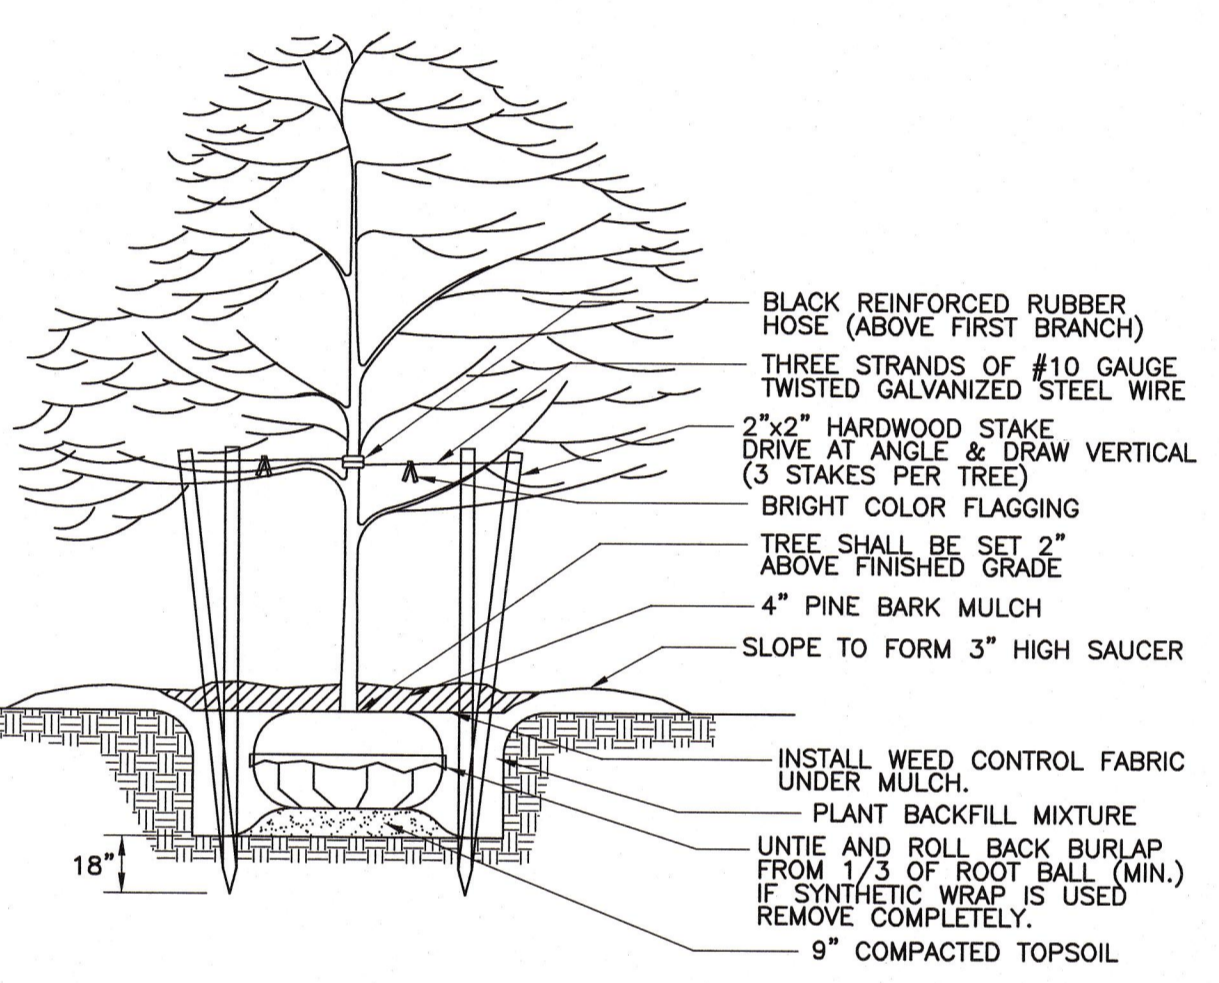 BLACK REINFORCED RUBBER
HOSE (ABOVE FIRST BRANCH)
THREE STRANDS OF #10 GAUGE
TWISTED GALVANIZED STEEL WIRE
2"x2" HARDWOOD STAKE
DRIVE AT ANGLE & DRAW VERTICAL
(3 STAKES PER TREE)
BRIGHT COLOR FLAGGING
TREE SHALL BE SET 2"
ABOVE FINISHED GRADE
4" PINE BARK MULCH
SLOPE TO FORM 3" HIGH SAUCER
INSTALL WEED CONTROL FABRIC
UNDER MULCH.
PLANT BACKFILL MIXTURE
UNTIE AND ROLL BACK BURLAP
FROM 1/3 OF ROOT BALL (MIN.)
IF SYNTHETIC WRAP IS USED
REMOVE COMPLETELY.
9" COMPACTED TOPSOIL
18"